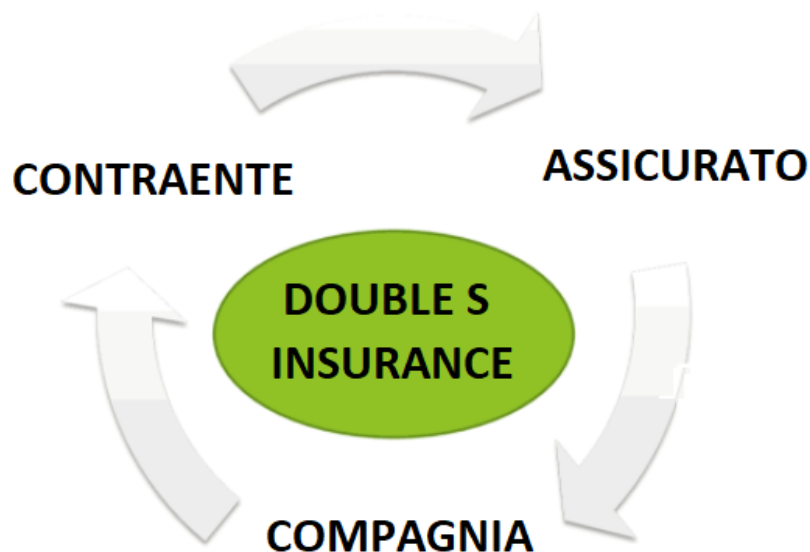 CONTRAENTE
ASSICURATO
DOUBLE S
INSURANCE
COMPAGNIA